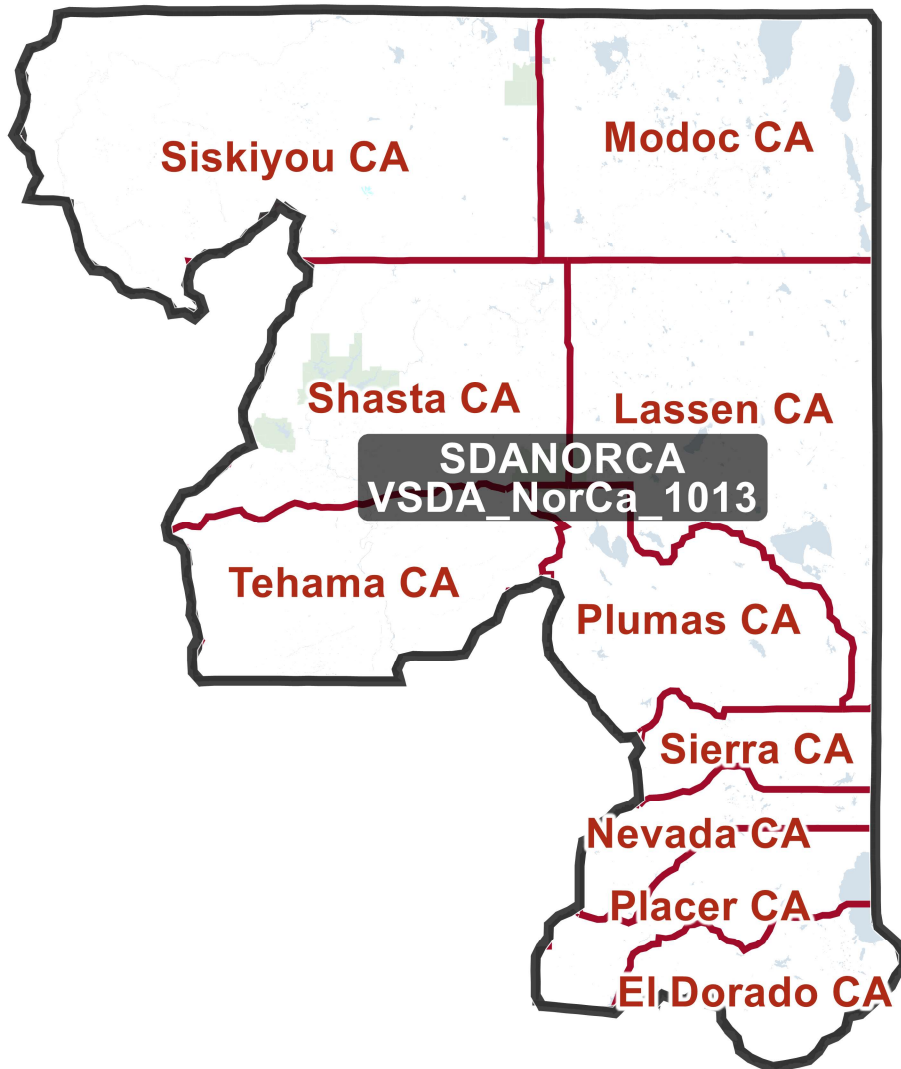 Siskiyou CA
Modoc CA
Shasta CA
Lassen CA
SDANORCA
VSDA_NorCa_1013
Tehama CA
Plumas CA
Sierra CA
Nevada CA
Placer CA
El Dorado CA